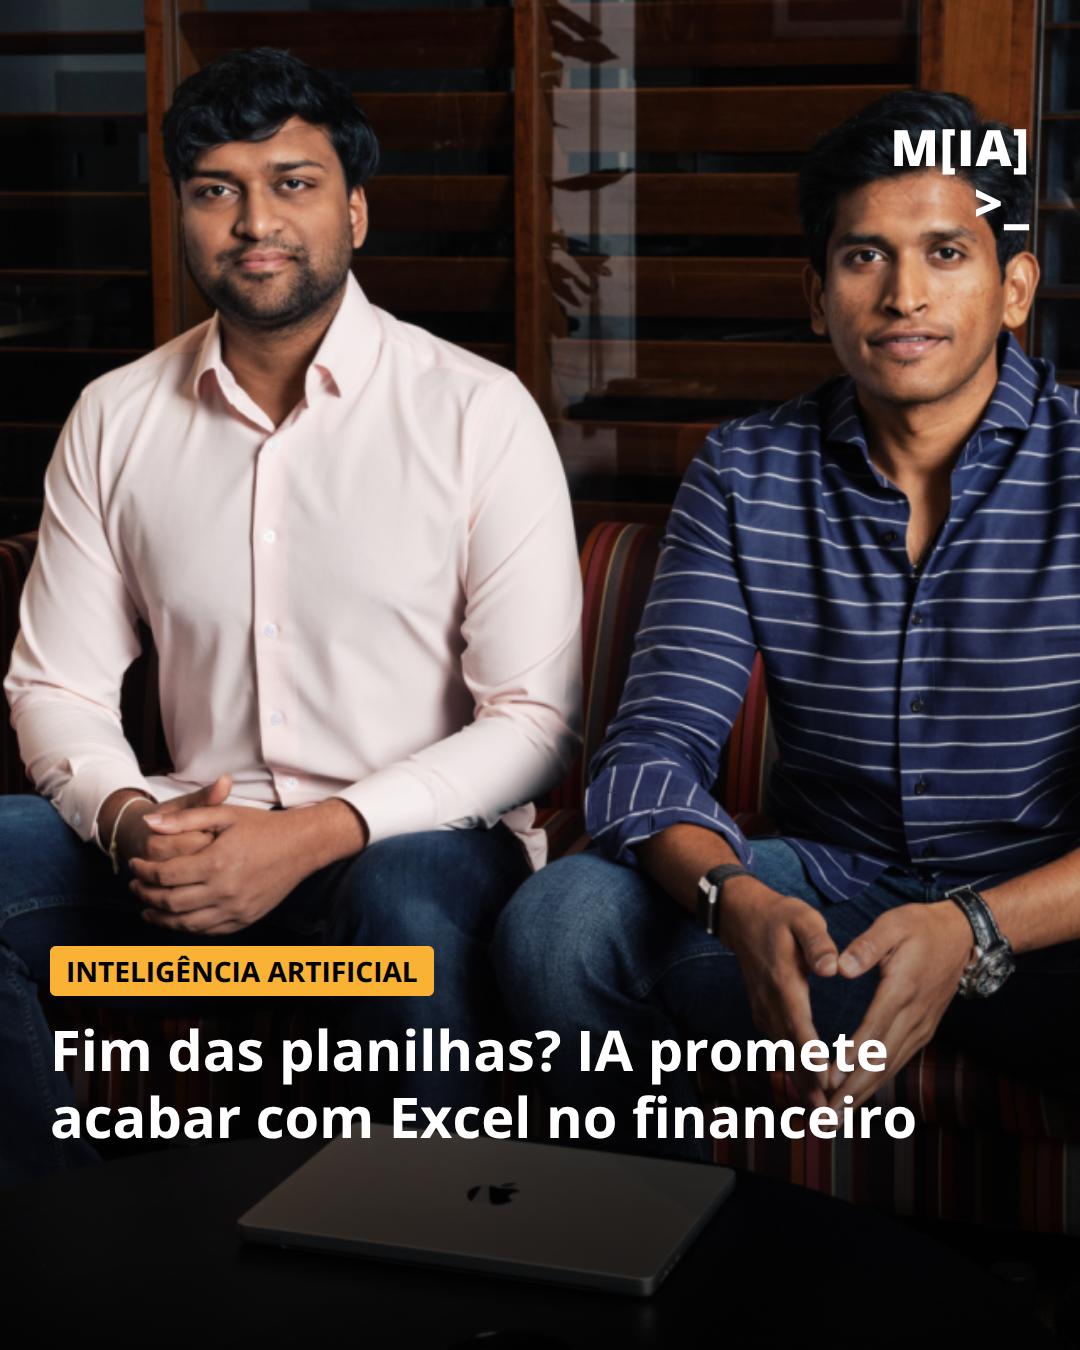 M[IA]
>_
INTELIGÊNCIA ARTIFICIAL
Fim das planilhas? IA promete
acabar com Excel no financeiro